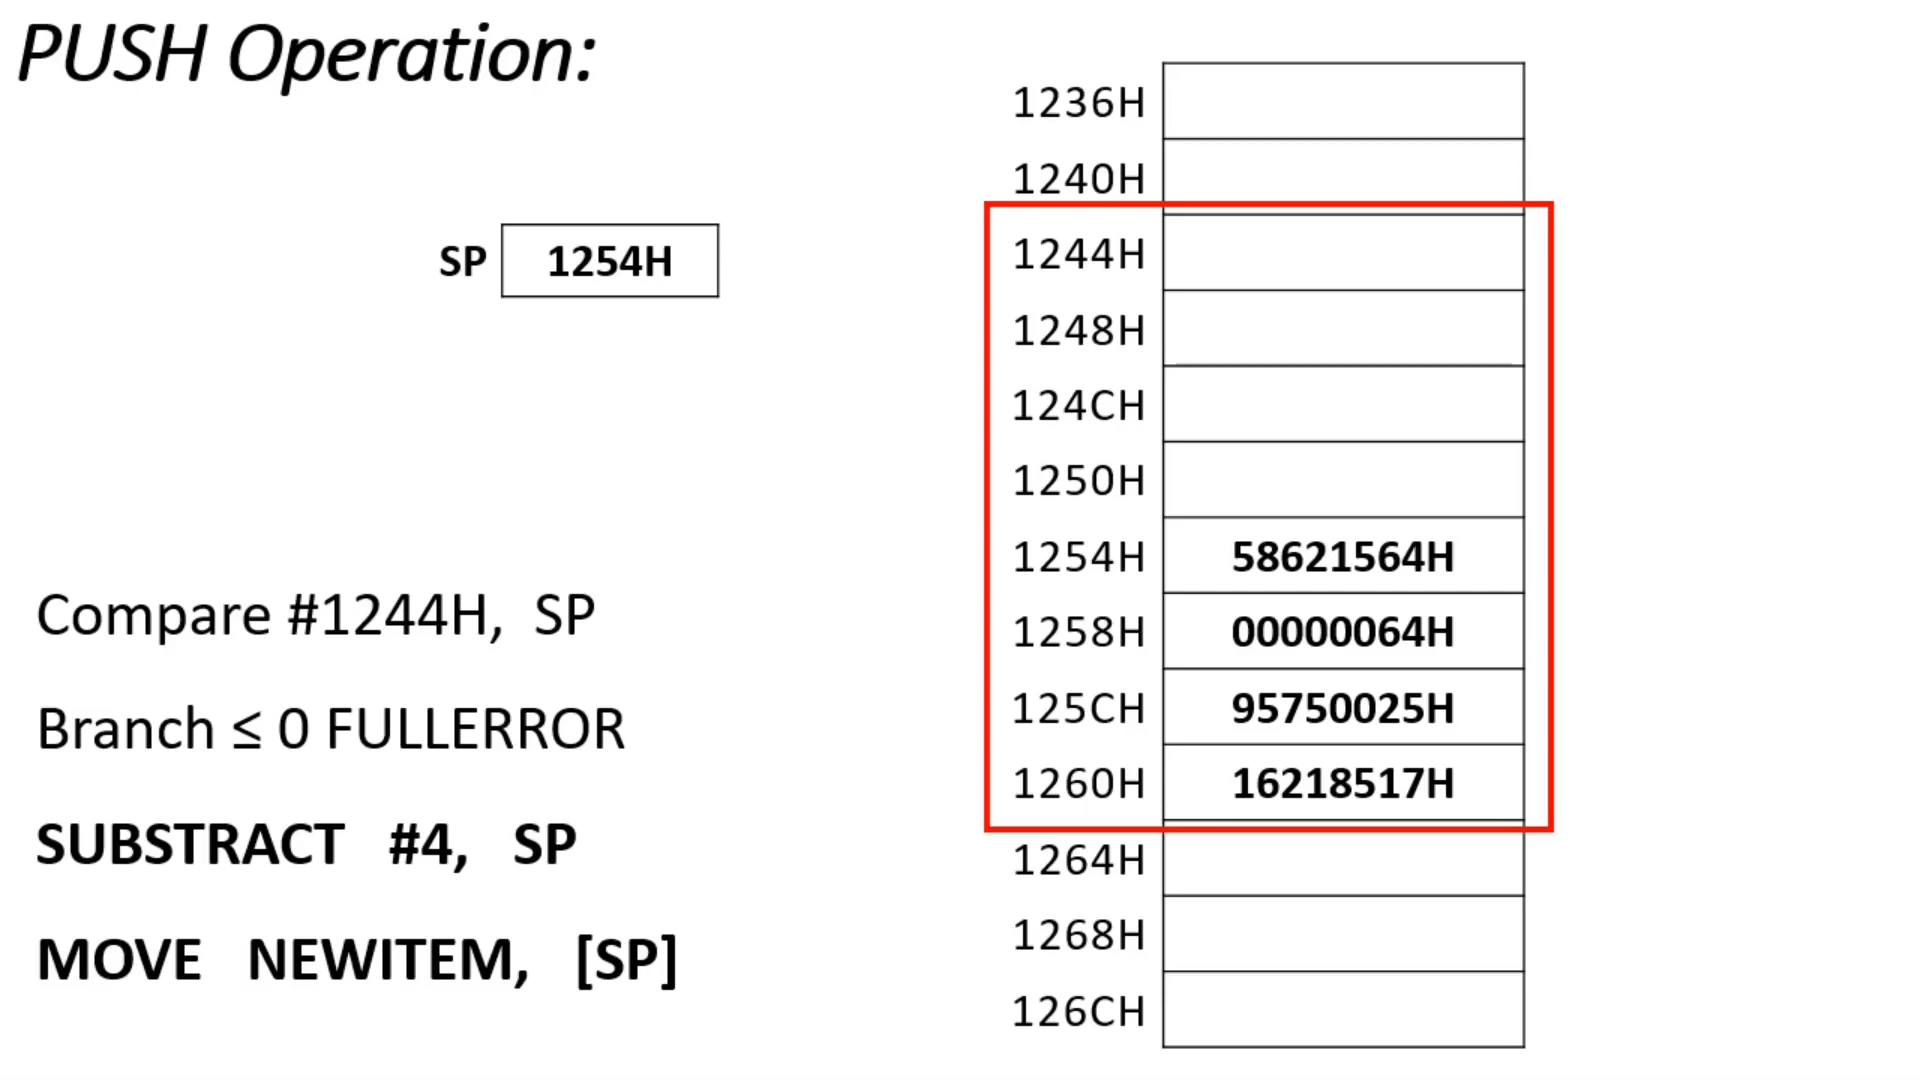 PUSH Operation:
SP 1254H
Compare #1244H, SP
Branch ≤ 0 FULLERROR
SUBSTRACT #4, SP
MOVE NEWITEM, [SP]
1236H
1240H
1244H
1248H
124CH
1250H
1254H 58621564H
1258H 00000064H
125CH 95750025H
1260H 16218517H
1264H
1268H
126CH